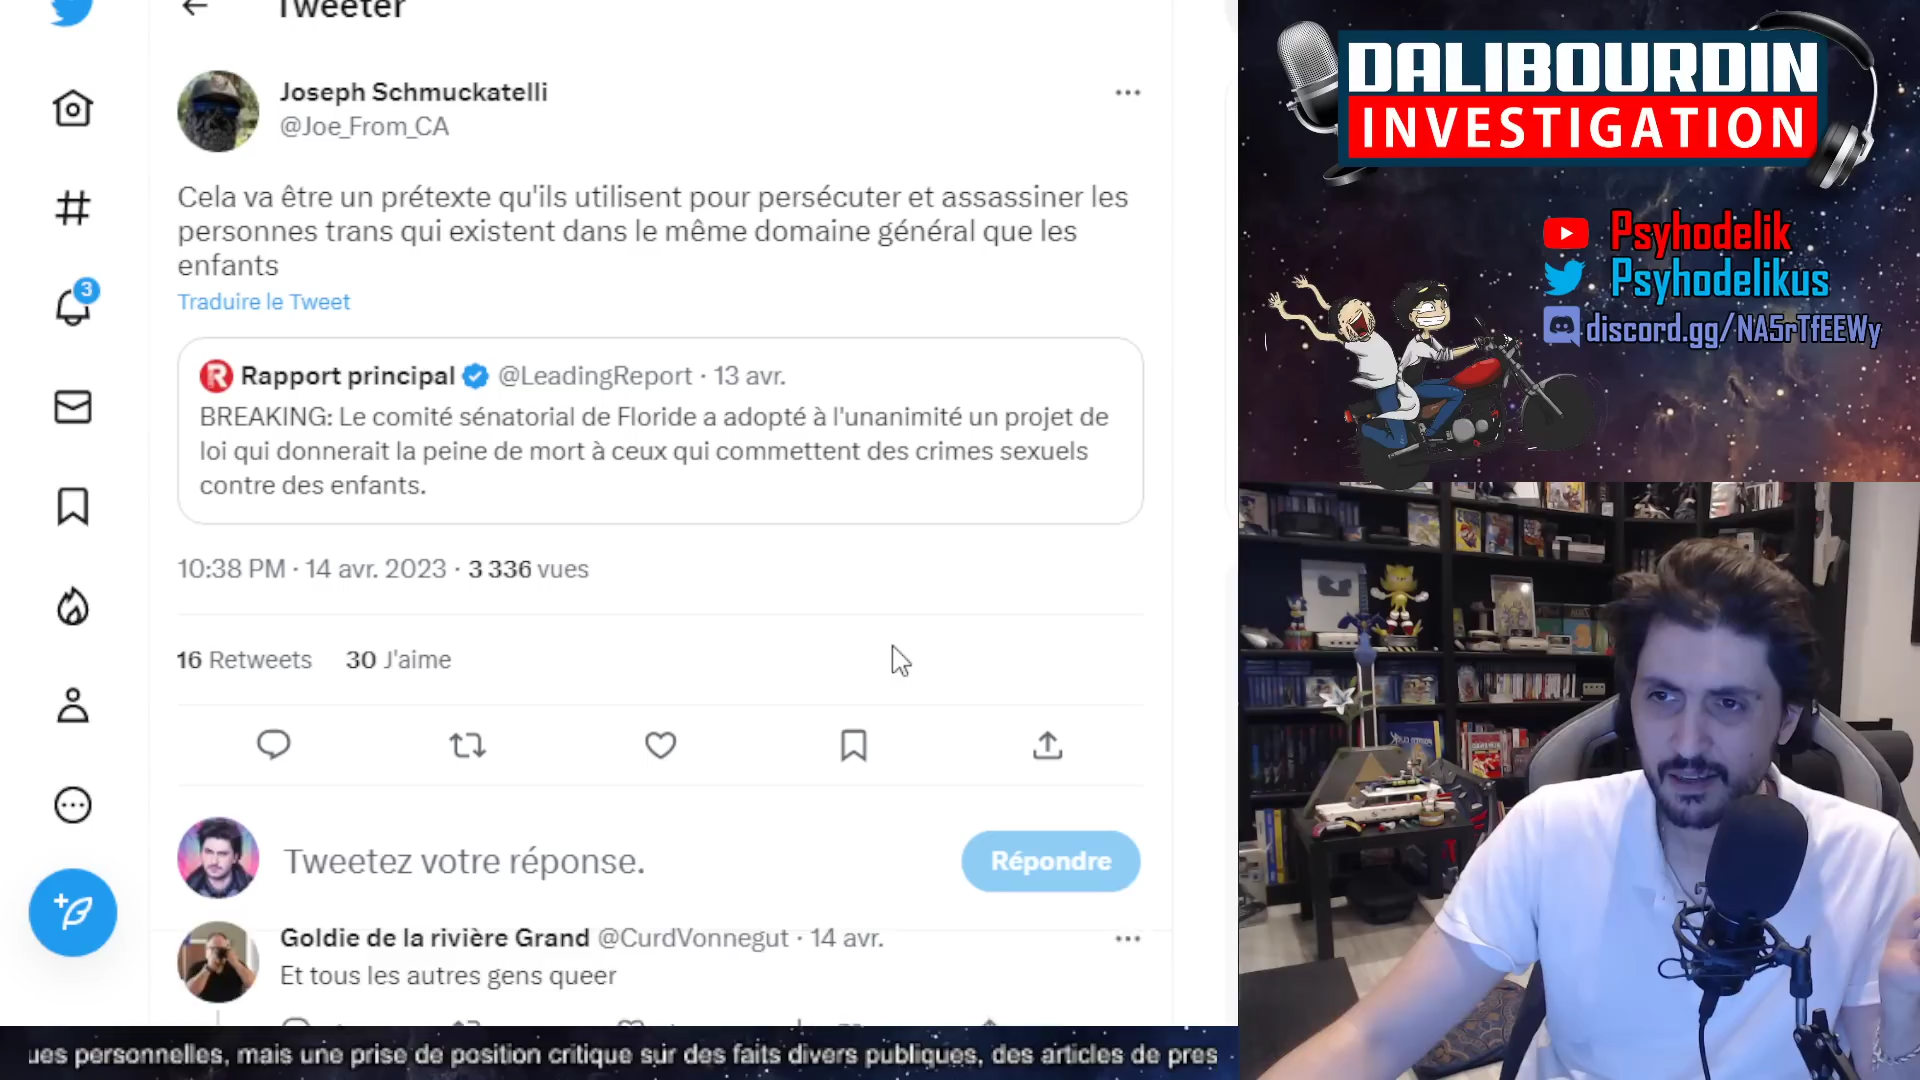 Tweeter
Joseph Schmuckatelli
@Joe_From_CA
Cela va être un prétexte qu'ils utilisent pour persécuter et assassiner les
personnes trans qui existent dans le même domaine général que les
enfants
Traduire le Tweet
Rapport principal @LeadingReport · 13 avr.
BREAKING: Le comité sénatorial de Floride a adopté à l'unanimité un projet de
loi qui donnerait la peine de mort à ceux qui commettent des crimes sexuels
contre des enfants.
10:38 PM · 14 avr. 2023 · 3 336 vues
16 Retweets 30 J'aime
Tweetez votre réponse.
Répondre
Goldie de la rivière Grand @CurdVonnegut · 14 avr.
Et tous les autres gens queer
3
ues personnelles, mais une prise de position critique sur des faits divers publiques, des articles de pres
DALIBOURDIN
INVESTIGATION
Psyhodelik
Psyhodelikus
discord.gg/NA5rTfEEWy